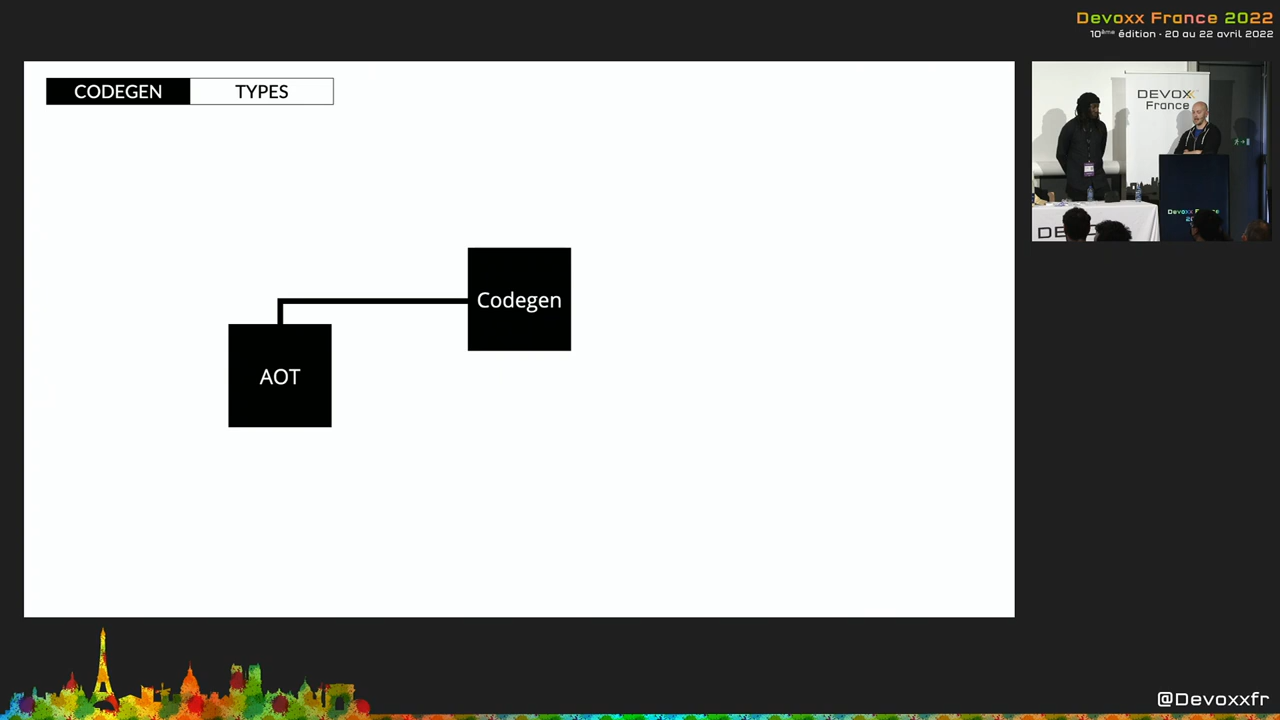 Devoxx France 2022
10ème édition · 20 au 22 avril 2022
CODEGEN
TYPES
DEVOXX
France
Codegen
AOT
@Devoxxfr